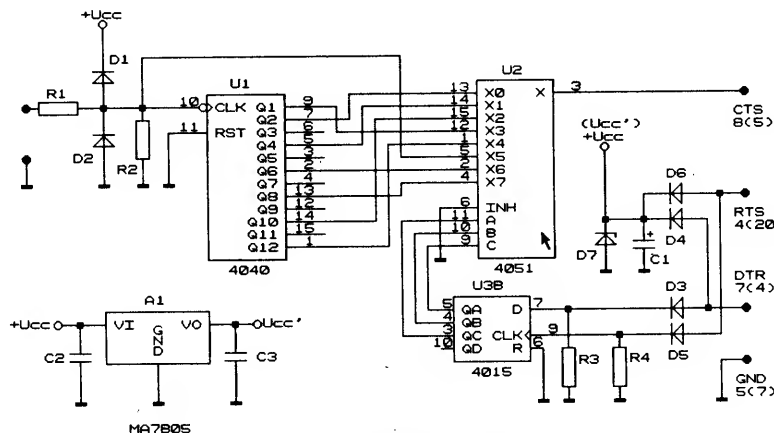 +Ucc
D1
R1
D2
R2
U1
10
CLK
11
RST
Q1
Q2
Q3
Q4
Q5
Q6
Q7
Q8
Q9
Q10
Q11
Q12
9
7
6
5
3
2
4
13
12
14
15
1
4040
U2
13
14
15
12
1
5
2
4
X0
X1
X2
X3
X4
X5
X6
X7
X
3
6
INH
11
A
10
B
9
C
4051
CTS
8(5)
(Ucc')
+Ucc
D6
D4
RTS
4(20
D7
+
C1
DTR
7(4)
D3
D5
U3B
5
QA
4
QB
3
QC
10
QD
D
7
CLK
9
R
6
4015
R3
R4
GND
5(7)
A1
+Ucc
VI
GND
VO
Ucc'
C2
C3
MA7805